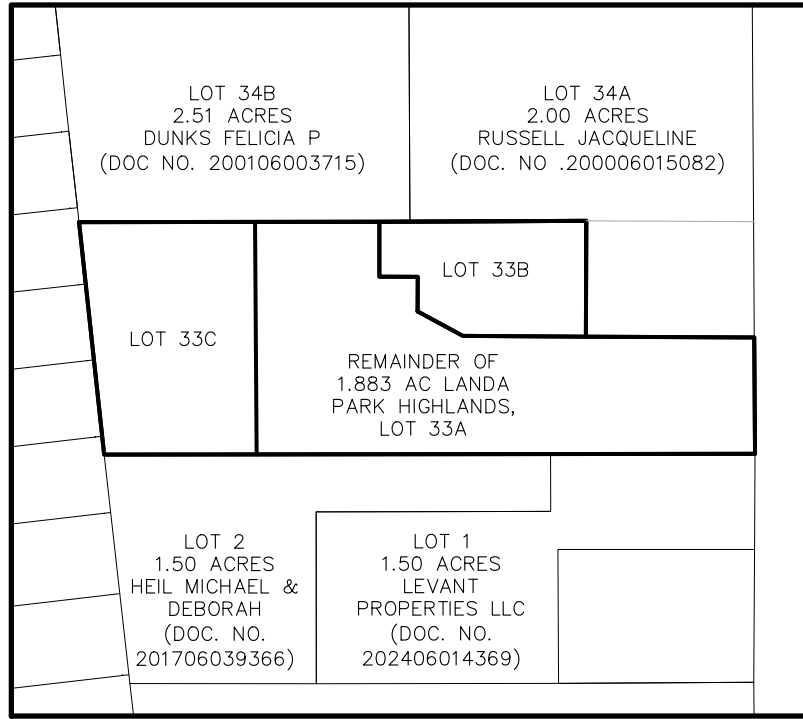 LOT 34B
2.51 ACRES
DUNKS FELICIA P
(DOC NO. 200106003715)
LOT 34A
2.00 ACRES
RUSSELL JACQUELINE
(DOC. NO .200006015082)
LOT 33B
LOT 33C
REMAINDER OF
1.883 AC LANDA
PARK HIGHLANDS,
LOT 33A
LOT 2
1.50 ACRES
HEIL MICHAEL &
DEBORAH
(DOC. NO.
201706039366)
LOT 1
1.50 ACRES
LEVANT
PROPERTIES LLC
(DOC. NO.
202406014369)